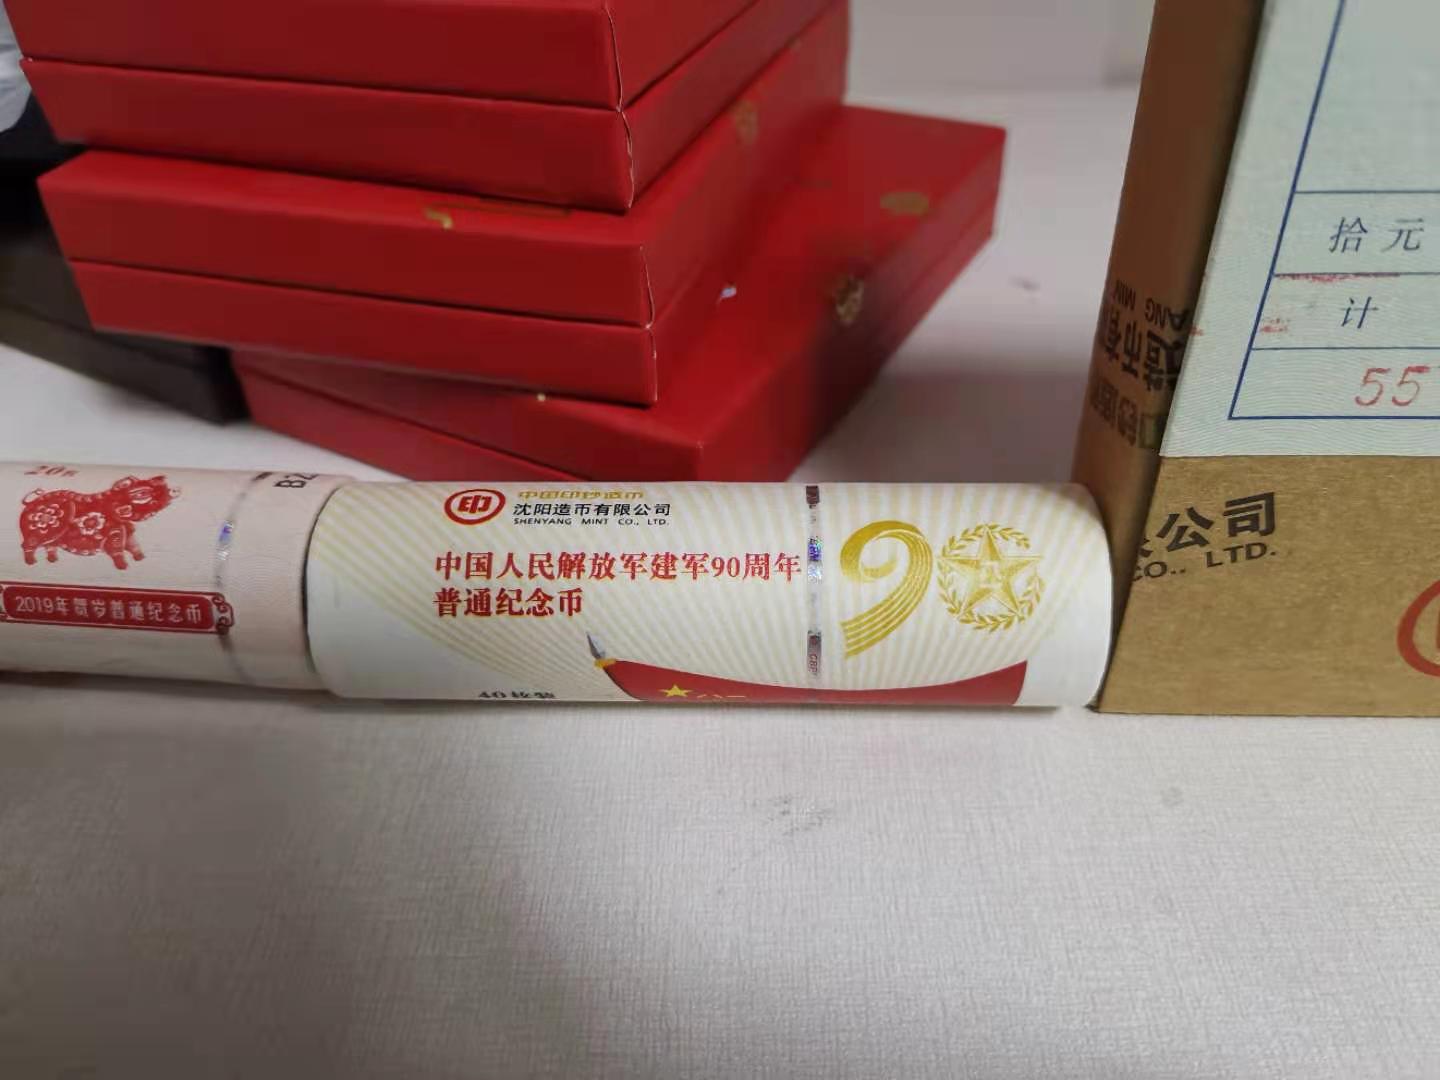 20枚
2019年贺岁普通纪念币
中国印钞造币
沈阳造币有限公司
SHENYANG MINT CO., LTD.
中国人民解放军建军90周年
普通纪念币
90
40枚装
拾元
计
55
公司
CO., LTD.